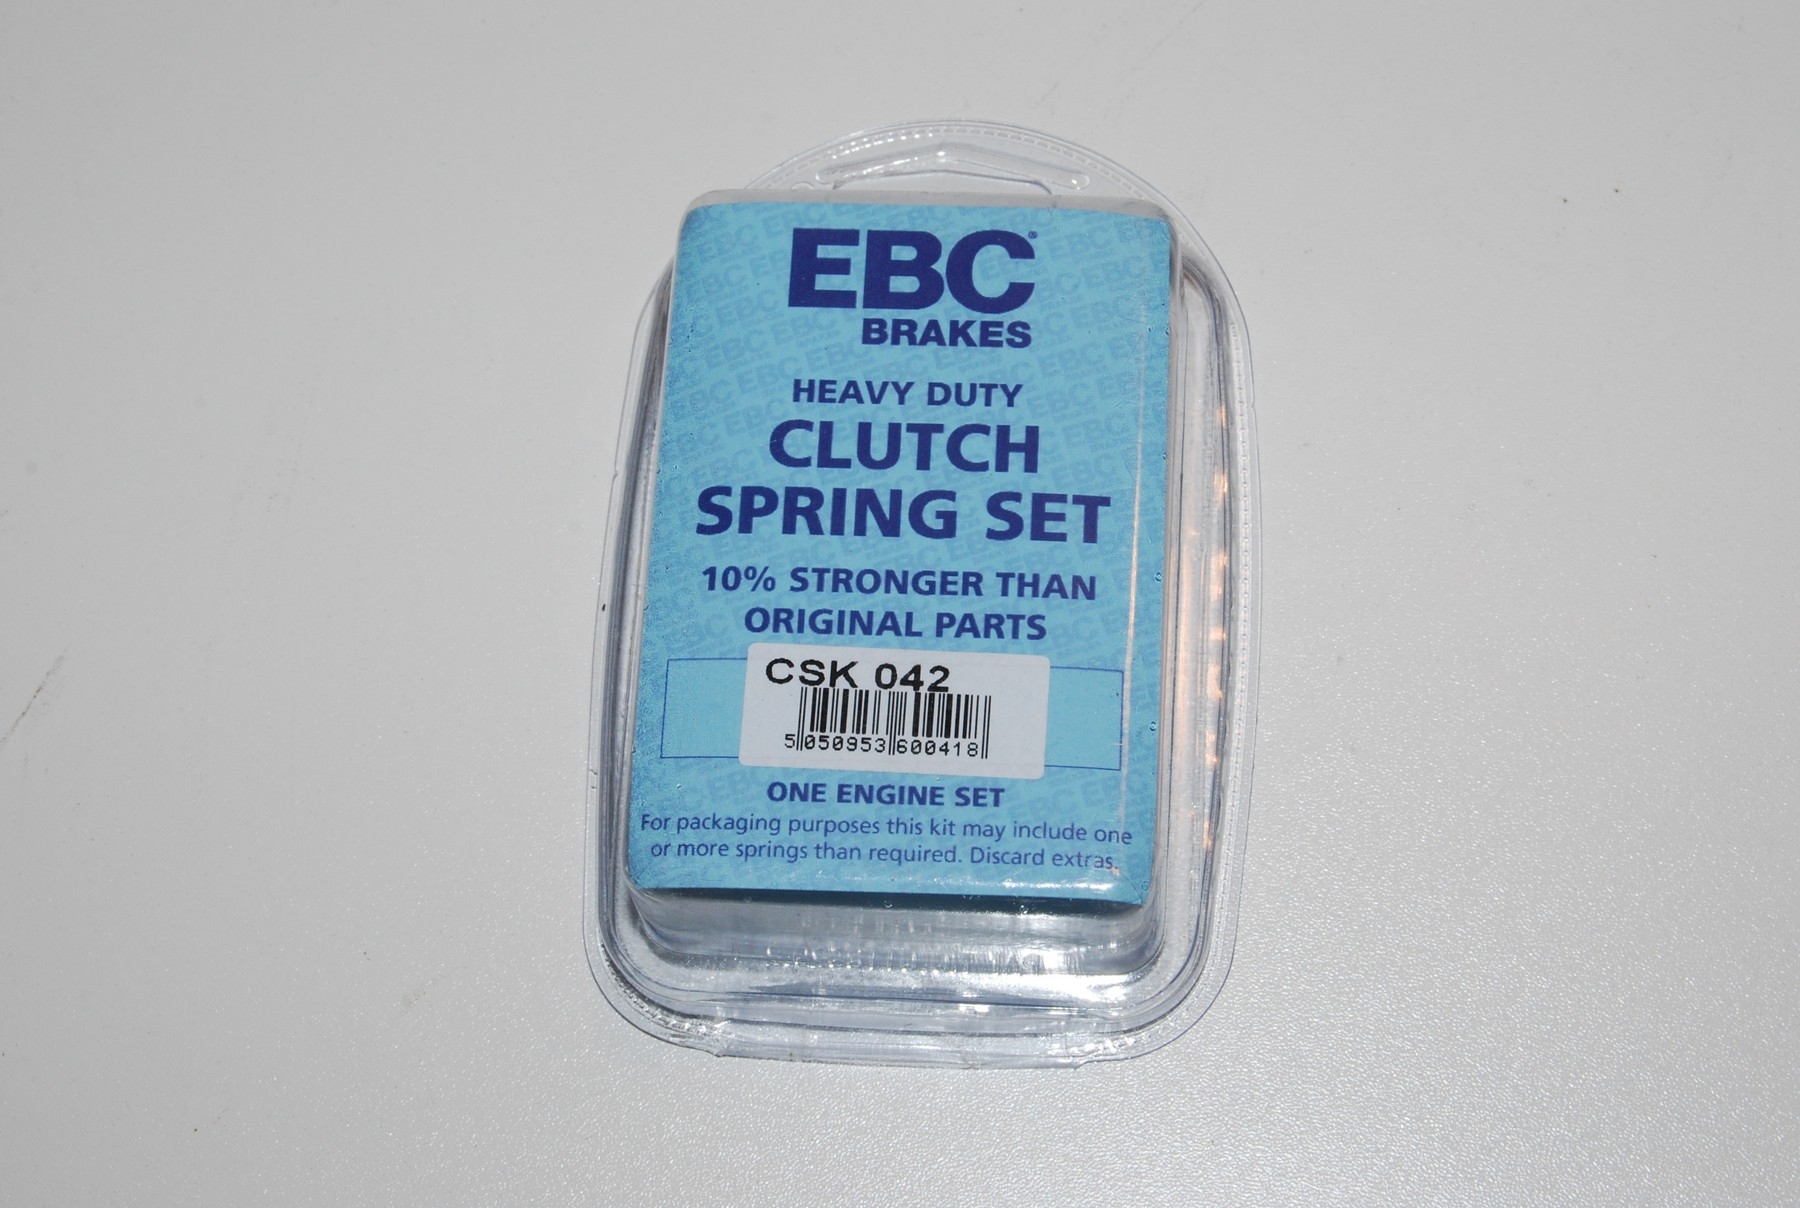 EBC®
BRAKES
HEAVY DUTY
CLUTCH
SPRING SET
10% STRONGER THAN
ORIGINAL PARTS
CSK 042
5 050953 600418
ONE ENGINE SET
For packaging purposes this kit may include one
or more springs than required. Discard extras.